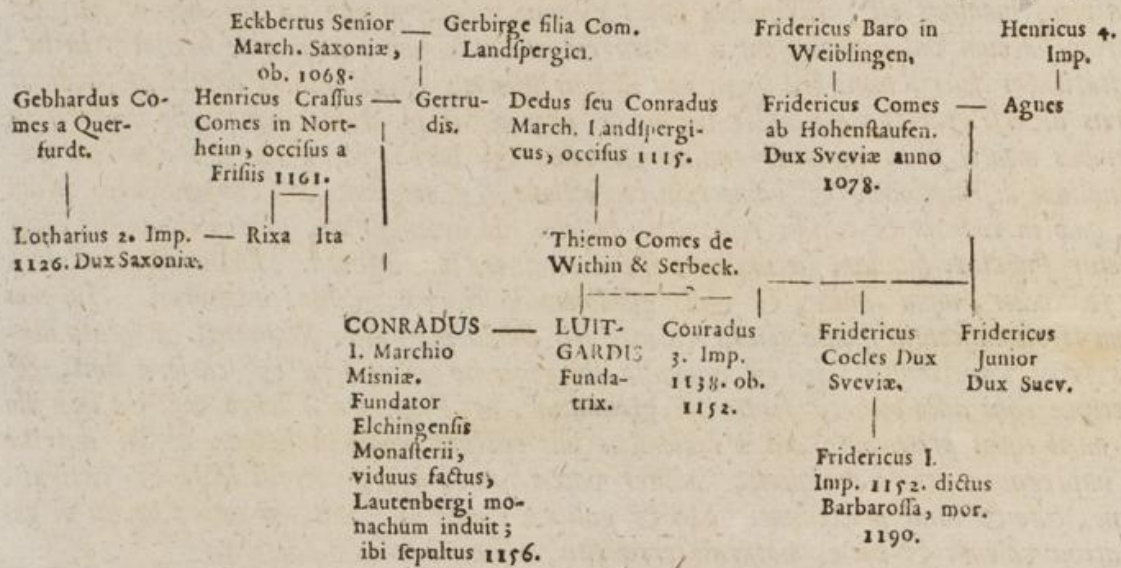 Eckbertus Senior
March. Saxoniæ,
ob. 1068.
Gerbirge filia Com.
Landſpergici.
Fridericus Baro in
Weiblingen,
Henricus 4.
Imp.
Gebhardus Co-
mes a Quer-
furdt.
Henricus Craſſus
Comes in Nort-
heim, occiſus a
Friſiis 1161.
Gertru-
dis.
Dedus ſeu Conradus
March. Landſpergi-
cus, occiſus 1115.
Fridericus Comes
ab Hohenſtaufen.
Dux Sveviæ anno
1078.
Agnes
Lotharius 2. Imp.
1126. Dux Saxoniæ.
Rixa
Ita
Thiemo Comes de
Within & Serbeck.
CONRADUS
I. Marchio
Misniæ.
Fundator
Elchingenſis
Monaſterii,
viduus factus,
Lautenbergi mo-
nachum induit;
ibi ſepultus 1156.
LUIT-
GARDIS
Funda-
trix.
Conradus
3. Imp.
1138. ob.
1152.
Fridericus
Cocles Dux
Sveviæ.
Fridericus
Junior
Dux Suev.
Fridericus I.
Imp. 1152. dictus
Barbaroſſa, mor.
1190.